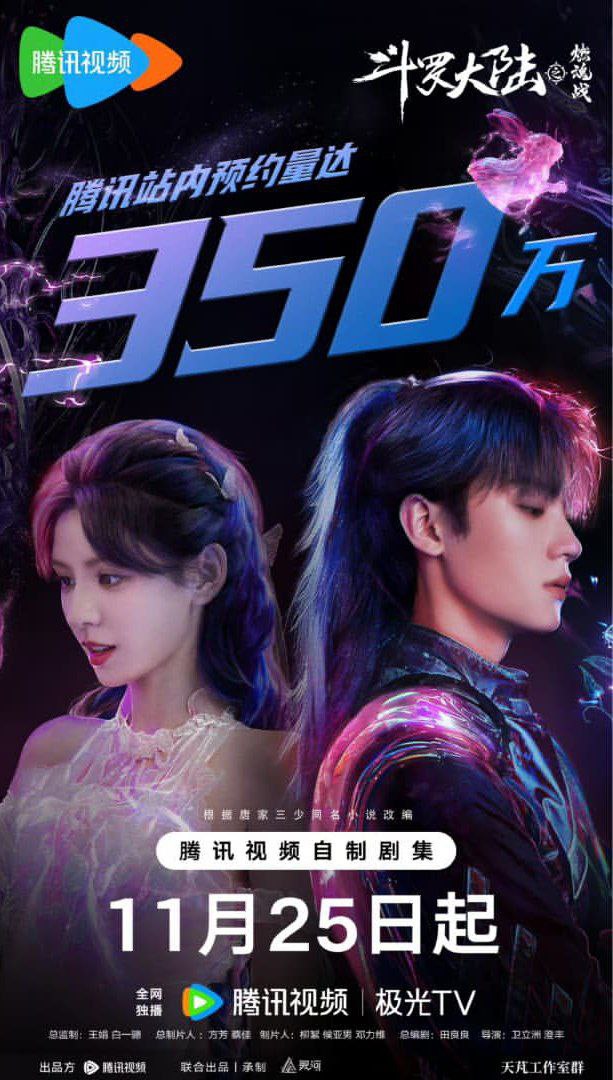 腾讯视频
斗罗大陆之燃魂战
腾讯站内预约量达
350万
根据唐家三少同名小说改编
腾讯视频自制剧集
11月25日起
全网独播 腾讯视频 极光TV
总监制：王娟 白一骢 总制片人：方芳 蔡佳 制片人：柳絮 侯亚男 邓力维 总编剧：田良良 导演：卫立洲 澄丰
出品方 腾讯视频 联合出品 | 承制 灵河 天芃工作室群